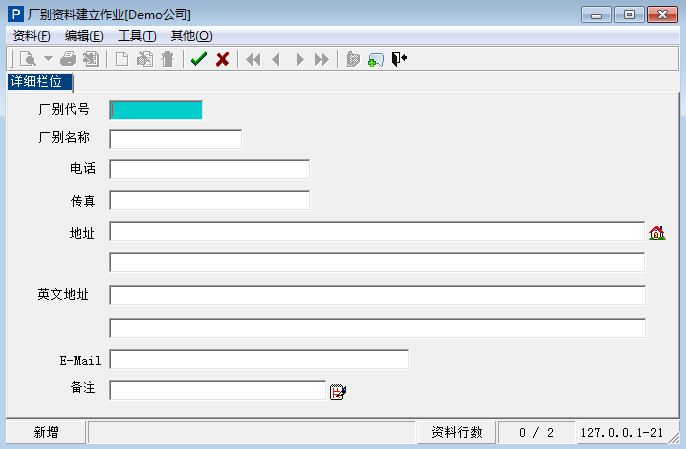 P 厂别资料建立作业[Demo公司]
资料(F) 编辑(E) 工具(T) 其他(O)
详细栏位
厂别代号
厂别名称
电话
传真
地址
英文地址
E-Mail
备注
新增 资料行数 0 / 2 127.0.0.1-21